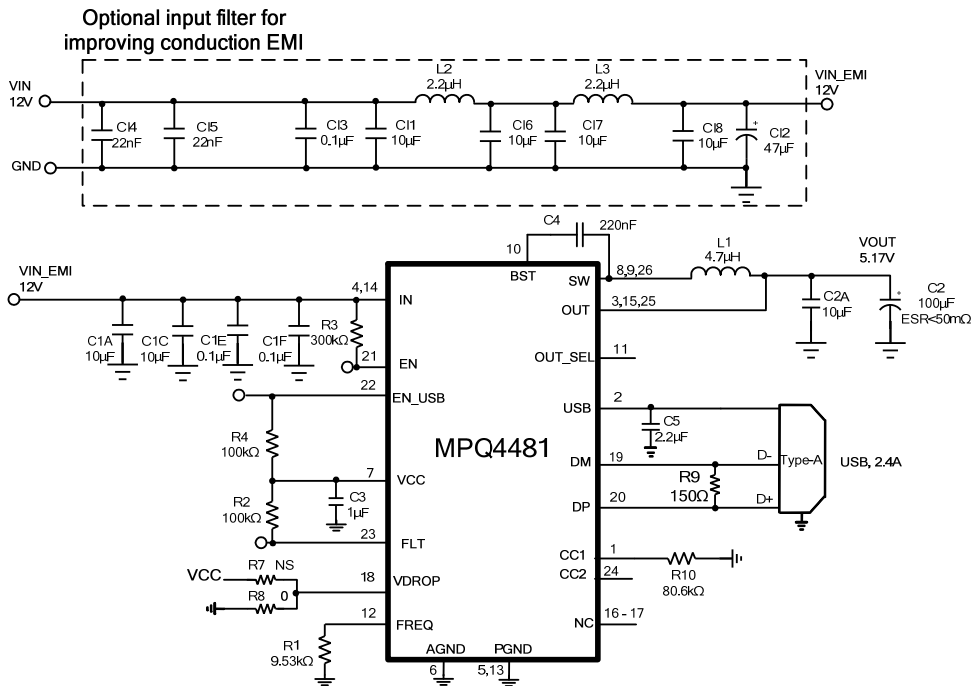 Optional input filter for
improving conduction EMI
VIN
12V
GND
CI4
22nF
CI5
22nF
CI3
0.1µF
CI1
10µF
L2
2.2µH
CI6
10µF
L3
2.2µH
CI7
10µF
CI8
10µF
CI2
47µF
+
VIN_EMI
12V
VIN_EMI
12V
C1A
10µF
C1C
10µF
C1E
0.1µF
C1F
0.1µF
R3
300kΩ
4,14
IN
21
EN
22
EN_USB
R4
100kΩ
7
VCC
C3
1µF
R2
100kΩ
23
FLT
VCC
R7
NS
R8
0
18
VDROP
12
FREQ
R1
9.53kΩ
MPQ4481
AGND
6
PGND
5,13
10
BST
C4
220nF
SW
8,9,26
L1
4.7µH
VOUT
5.17V
OUT
3,15,25
C2A
10µF
+
C2
100µF
ESR<50mΩ
OUT_SEL
11
USB
2
C5
2.2µF
DM
19
D-
R9
150Ω
DP
20
D+
Type-A
USB, 2.4A
CC1
1
R10
80.6kΩ
CC2
24
NC
16 - 17